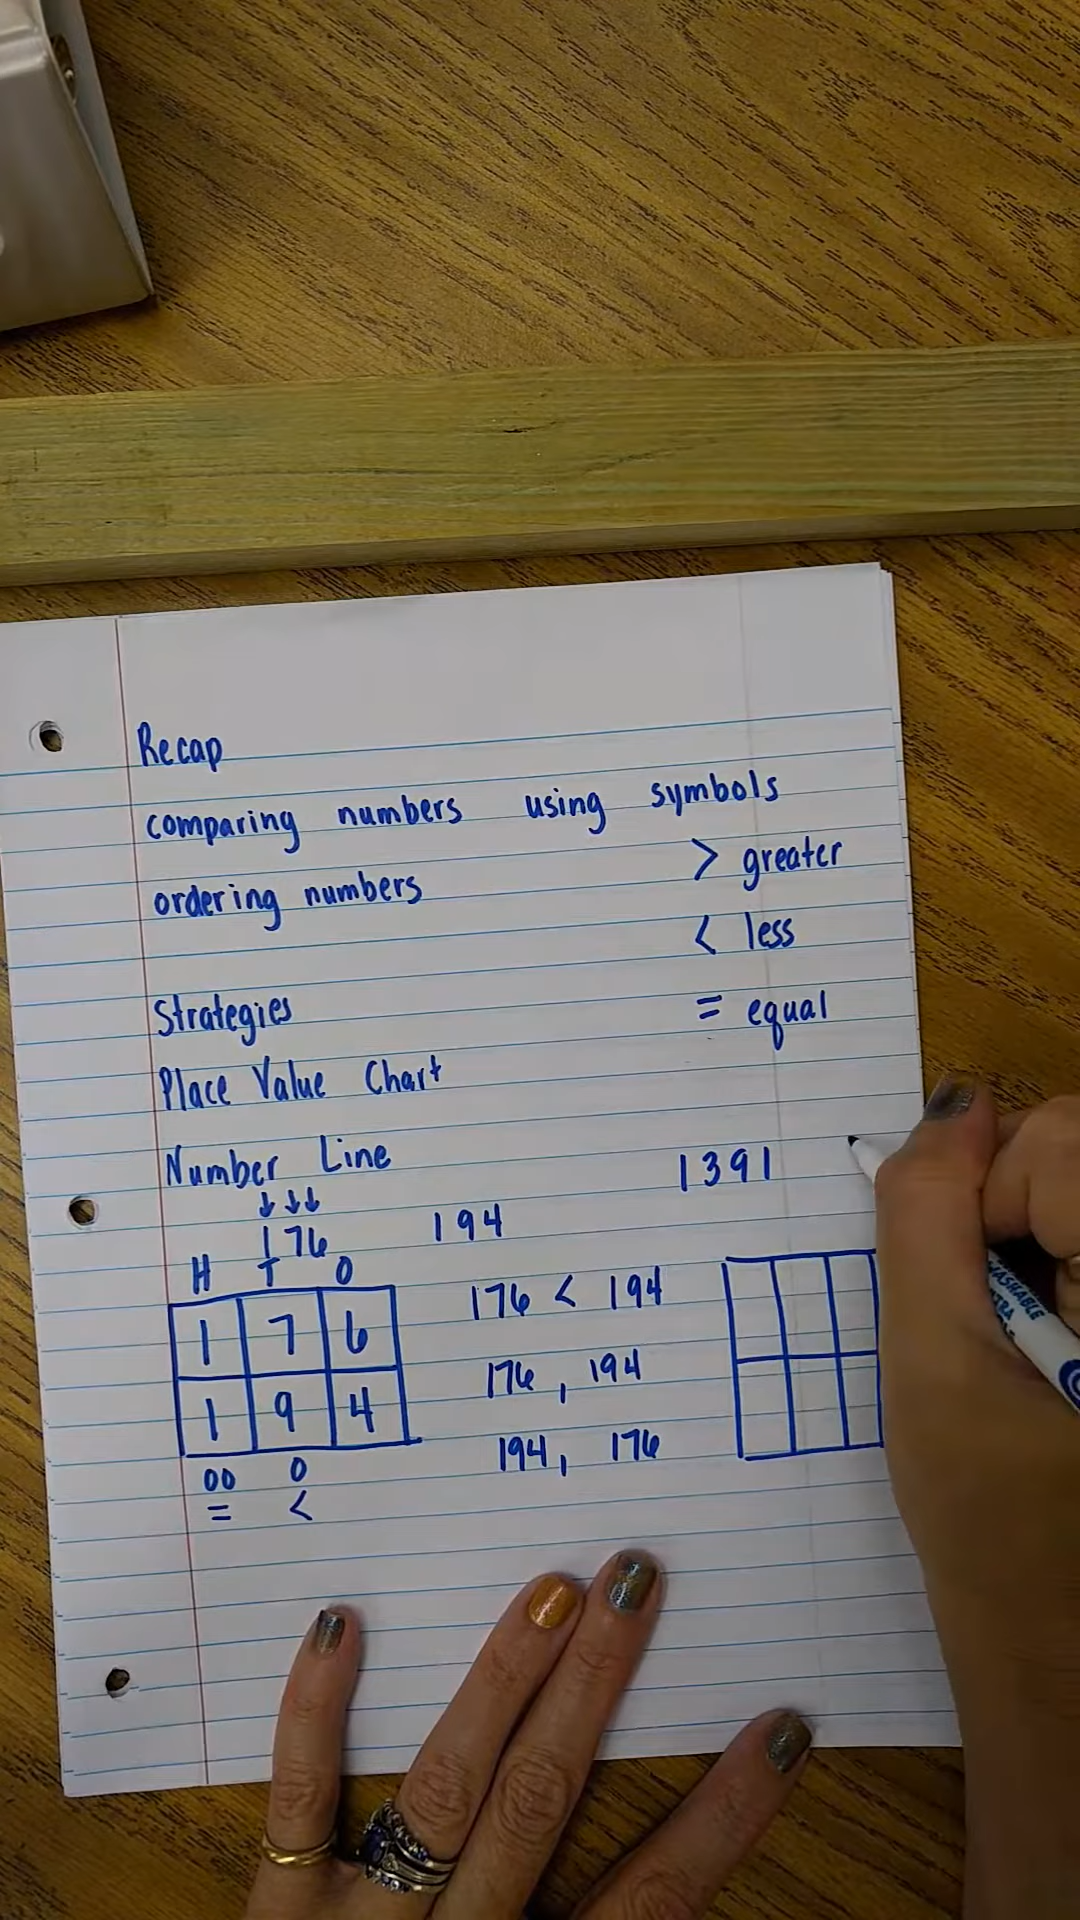 Recap
comparing numbers using symbols
> greater
ordering numbers
< less
Strategies
= equal
Place Value Chart
Number Line
1391
↓ ↓ ↓
176
194
H T O
1 7 6
1 9 4
00 0
= <
176 < 194
176 , 194
194, 176
WASHABLE